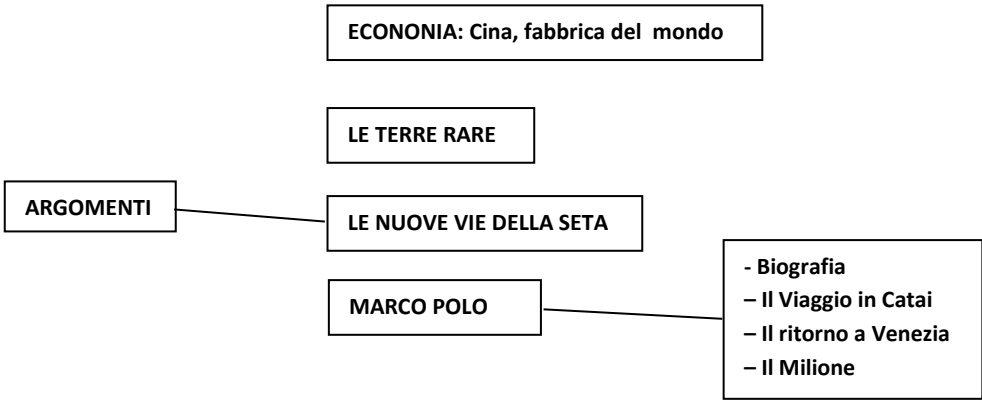 ECONONIA: Cina, fabbrica del mondo
LE TERRE RARE
ARGOMENTI
LE NUOVE VIE DELLA SETA
MARCO POLO
- Biografia
– Il Viaggio in Catai
– Il ritorno a Venezia
– Il Milione